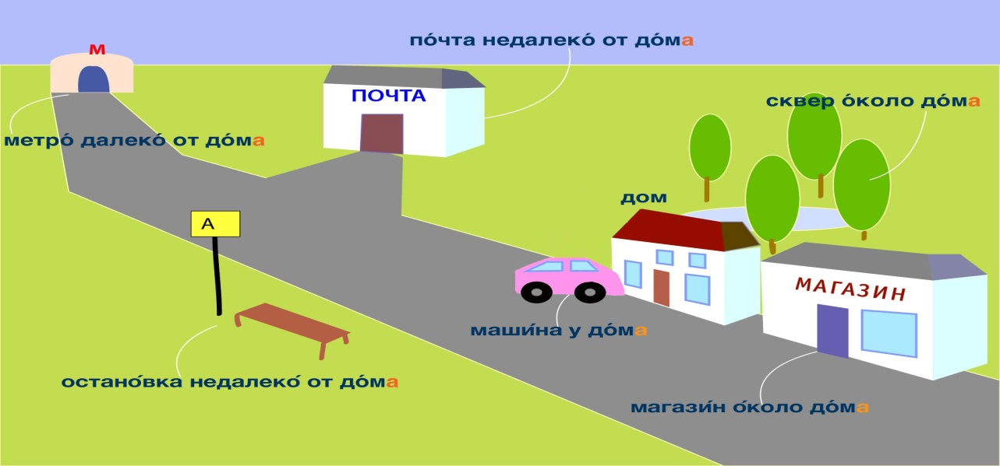 по́чта недалеко́ от до́ма
М
ПОЧТА
сквер о́коло до́ма
метро́ далеко́ от до́ма
дом
А
МАГАЗИН
маши́на у до́ма
остано́вка недалеко́ от до́ма
магази́н о́коло до́ма